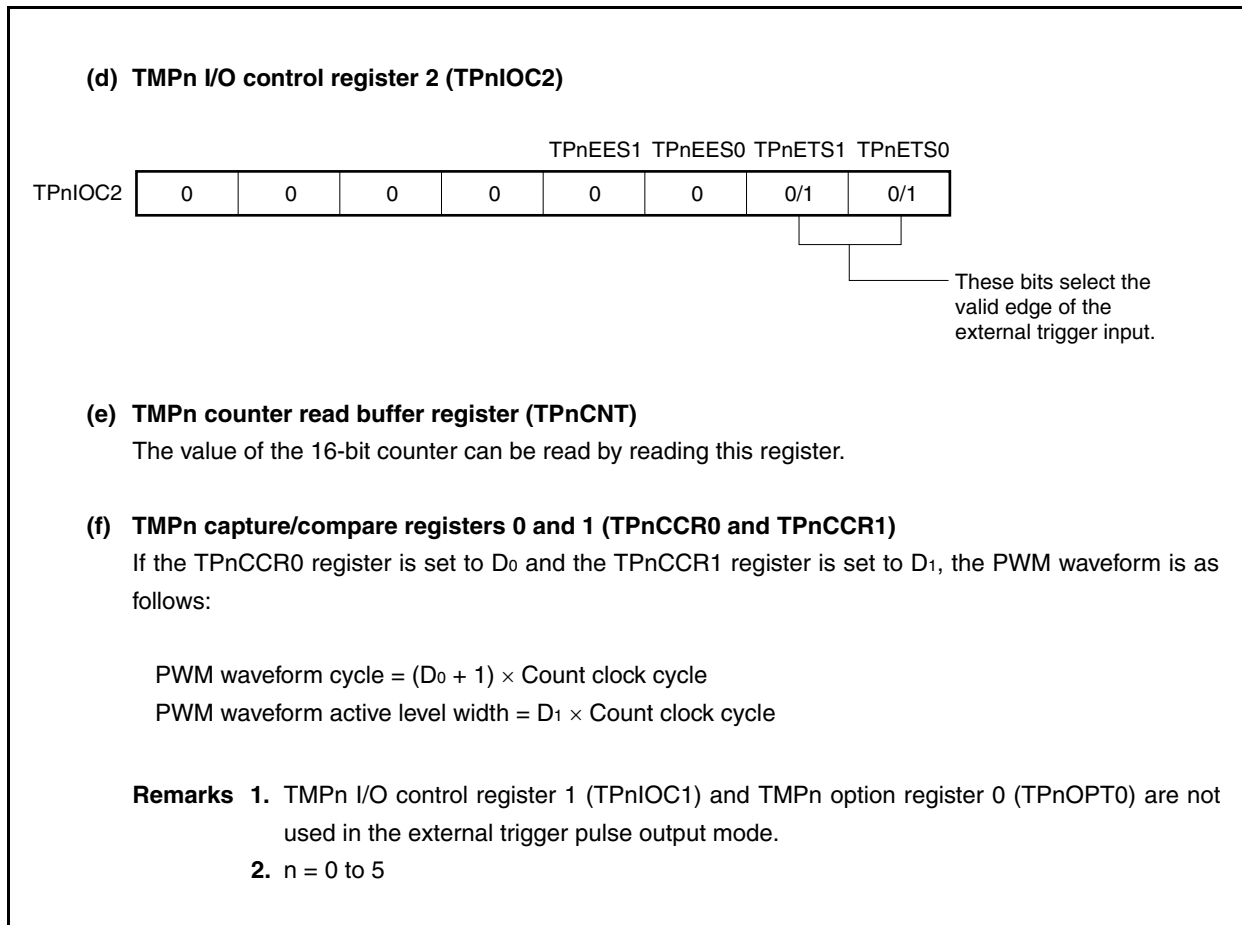 (d) TMPn I/O control register 2 (TPnIOC2)
TPnEES1 TPnEES0 TPnETS1 TPnETS0
TPnIOC2 0 0 0 0 0 0 0/1 0/1
These bits select the
valid edge of the
external trigger input.
(e) TMPn counter read buffer register (TPnCNT)
The value of the 16-bit counter can be read by reading this register.
(f) TMPn capture/compare registers 0 and 1 (TPnCCR0 and TPnCCR1)
If the TPnCCR0 register is set to D₀ and the TPnCCR1 register is set to D₁, the PWM waveform is as
follows:
PWM waveform cycle = (D₀ + 1) × Count clock cycle
PWM waveform active level width = D₁ × Count clock cycle
Remarks 1. TMPn I/O control register 1 (TPnIOC1) and TMPn option register 0 (TPnOPT0) are not
used in the external trigger pulse output mode.
2. n = 0 to 5